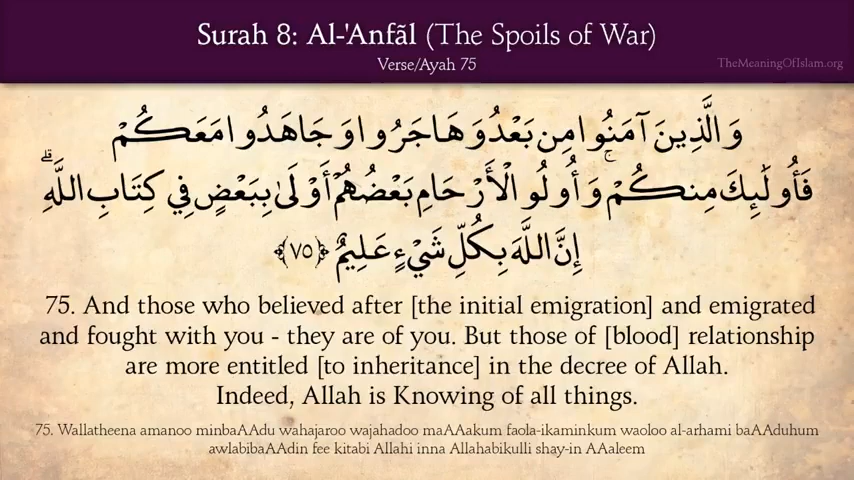 Surah 8: Al-'Anfãl (The Spoils of War)
Verse/Ayah 75
TheMeaningOfIslam.org
وَالَّذِينَ آمَنُوا مِن بَعْدُ وَهَاجَرُوا وَجَاهَدُوا مَعَكُمْ
فَأُولَٰئِكَ مِنكُمْ ۚ وَأُولُو الْأَرْحَامِ بَعْضُهُمْ أَوْلَىٰ بِبَعْضٍ فِي كِتَابِ اللَّهِ ۗ
إِنَّ اللَّهَ بِكُلِّ شَيْءٍ عَلِيمٌ ﴿٧٥﴾
75. And those who believed after [the initial emigration] and emigrated
and fought with you - they are of you. But those of [blood] relationship
are more entitled [to inheritance] in the decree of Allah.
Indeed, Allah is Knowing of all things.
75. Wallatheena amanoo minbaAAdu wahajaroo wajahadoo maAAakum faola-ikaminkum waoloo al-arhami baAAduhum
awlabibaAAdin fee kitabi Allahi inna Allahabikulli shay-in AAaleem